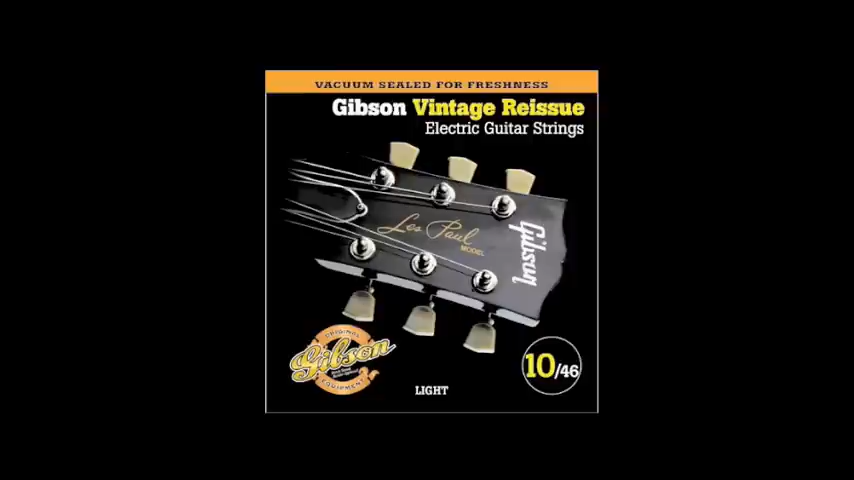 VACUUM SEALED FOR FRESHNESS
Gibson Vintage Reissue
Electric Guitar Strings
Les Paul
MODEL
Gibson
ORIGINAL
Gibson
EQUIPMENT
10/46
LIGHT